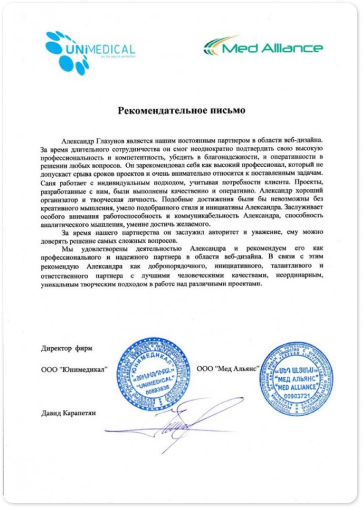 UNIMEDICAL
Med Alliance
Рекомендательное письмо
Александр Глазунов является нашим постоянным партнером в области веб-дизайна.
За время длительного сотрудничества он смог неоднократно подтвердить свою высокую
профессиональность и компетентность, убедить в благонадежности, и оперативности в
решении любых вопросов. Он зарекомендовал себя как высокий профессионал, который не
допускает срыва сроков проектов и очень внимательно относится к поставленным задачам.
Саня работает с индивидуальным подходом, учитывая потребности клиента. Проекты,
разработанные с ним, были выполнены качественно и оперативно. Александр хороший
организатор и творческая личность. Подобные достижения были бы невозможны без
креативного мышления, умело подобранного стиля и инициативы Александра. Заслуживает
особого внимания работоспособность и коммуникабельность Александра, способность
аналитического мышления, умение достичь желаемого.
За время нашего партнерства он заслужил авторитет и уважение, ему можно
доверять решение самых сложных вопросов.
Мы удовлетворены деятельностью Александра и рекомендуем его как
профессионального и надежного партнера в области веб-дизайна. В связи с этим
рекомендую Александра как добропорядочного, инициативного, талантливого и
ответственного партнера с лучшими человеческими качествами, неординарным,
уникальным творческим подходом в работе над различными проектами.
Директор фирм
ООО "Юнимедикал"
ООО "Мед Альянс"
"ЮНИМЕДИКАЛ"
"UNIMEDICAL"
"МЕД АЛЬЯНС"
"MED ALLIANCE"
00903721
Давид Карапетян